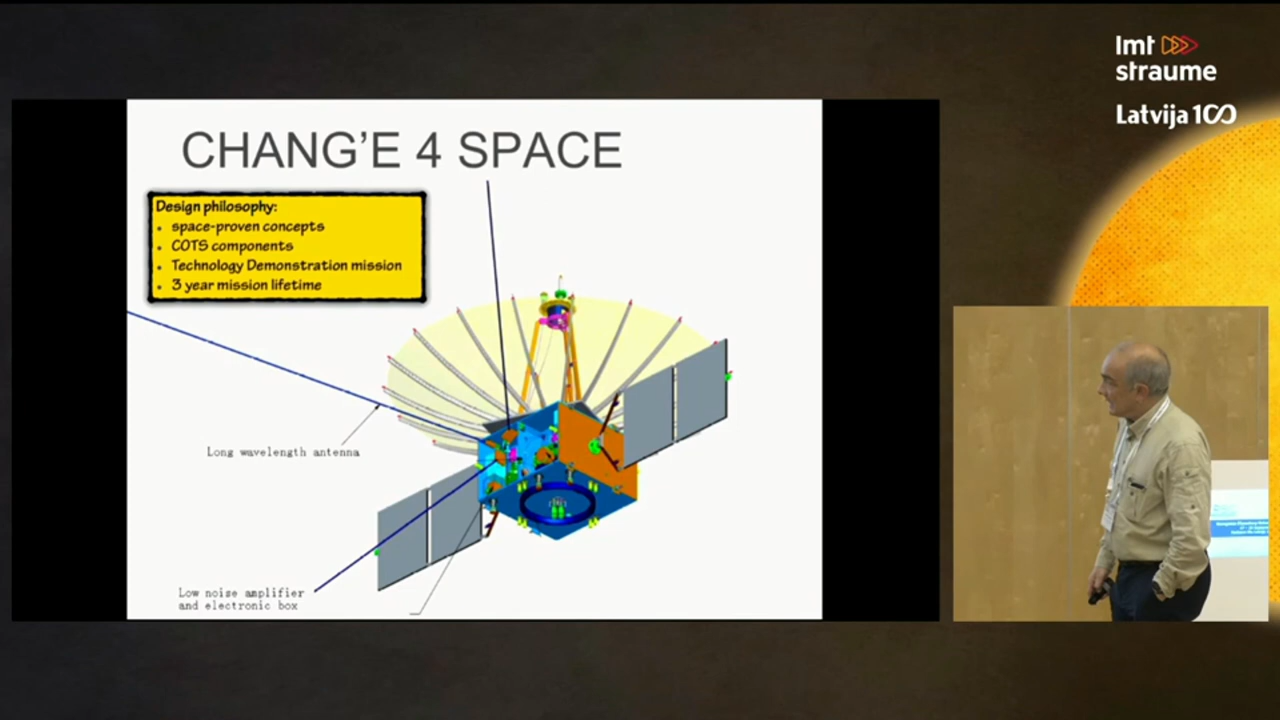 lmt
straume
Latvija 100
CHANG’E 4 SPACE
Design philosophy:
• space-proven concepts
• COTS components
• Technology Demonstration mission
• 3 year mission lifetime
Long wavelength antenna
Low noise amplifier
and electronic box